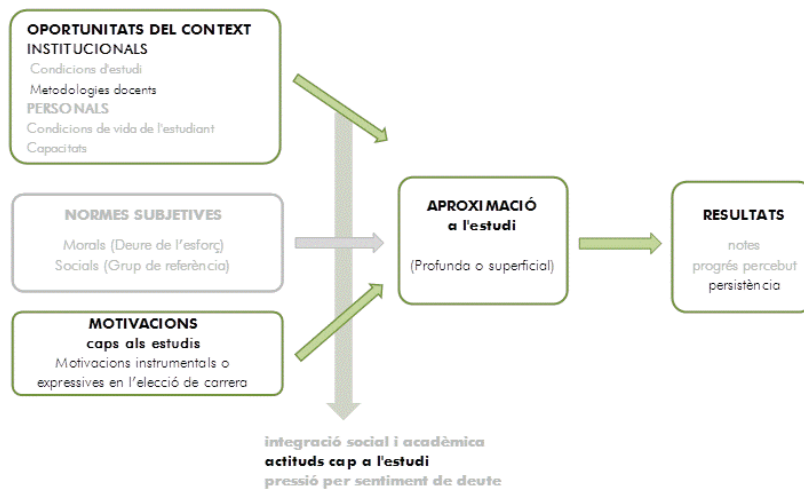 OPORTUNITATS DEL CONTEXT
INSTITUCIONALS
Condicions d'estudi
Metodologies docents
PERSONALS
Condicions de vida de l'estudiant
Capacitats
NORMES SUBJETIVES
Morals (Deure de l'esforç)
Socials (Grup de referència)
MOTIVACIONS
caps als estudis
Motivacions instrumentals o
expressives en l'elecció de carrera
APROXIMACIÓ
a l'estudi
(Profunda o superficial)
RESULTATS
notes
progrés percebut
persistència
integració social i acadèmica
actituds cap a l'estudi
pressió per sentiment de deute